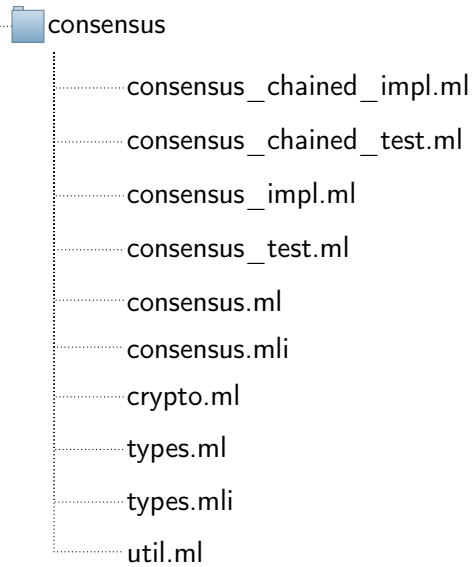 consensus
consensus_chained_impl.ml
consensus_chained_test.ml
consensus_impl.ml
consensus_test.ml
consensus.ml
consensus.mli
crypto.ml
types.ml
types.mli
util.ml